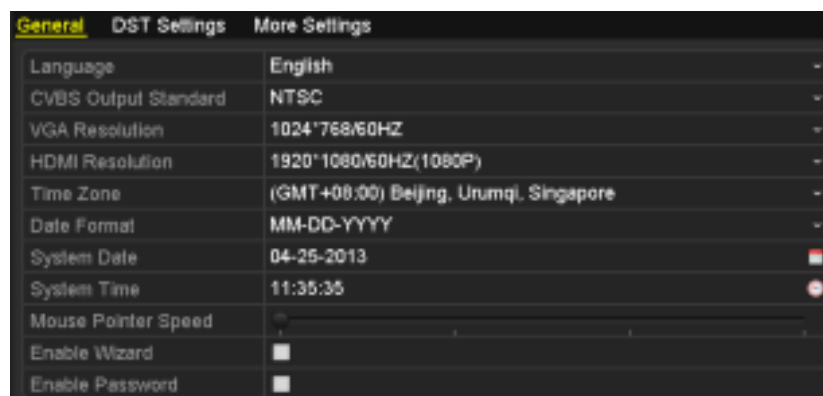 General DST Settings More Settings
Language English
CVBS Output Standard NTSC
VGA Resolution 1024*768/60HZ
HDMI Resolution 1920*1080/60HZ(1080P)
Time Zone (GMT+08:00) Beijing, Urumqi, Singapore
Date Format MM-DD-YYYY
System Date 04-25-2013
System Time 11:35:35
Mouse Pointer Speed
Enable Wizard
Enable Password